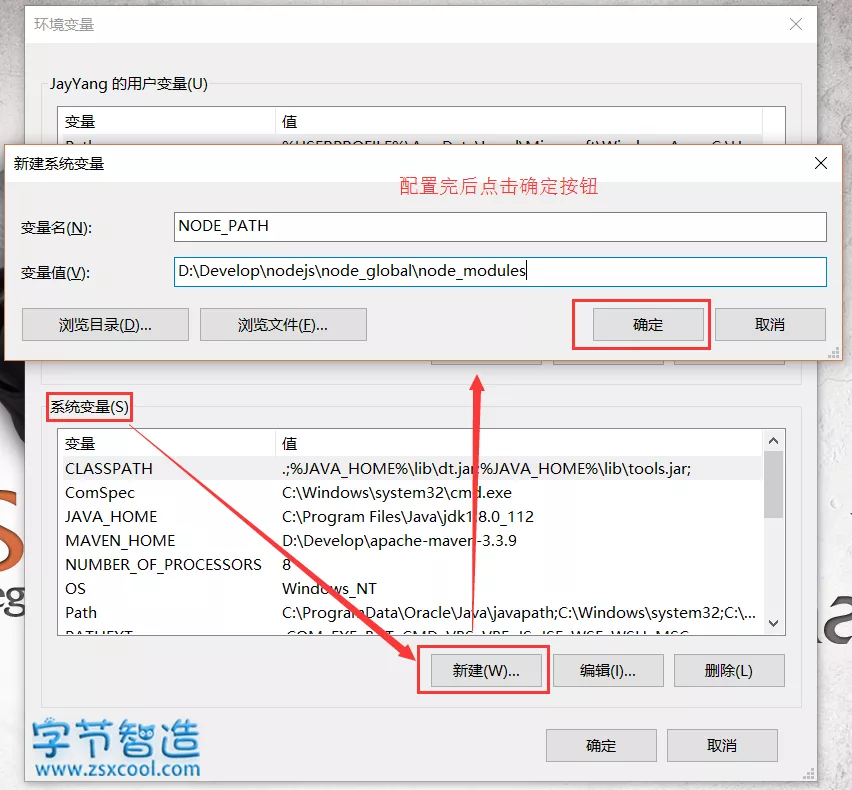 环境变量
JayYang 的用户变量(U)
变量 值
新建系统变量
配置完后点击确定按钮
变量名(N): NODE_PATH
变量值(V): D:\Develop\nodejs\node_global\node_modules
浏览目录(D)... 浏览文件(F)... 确定 取消
系统变量(S)
变量 值
CLASSPATH .;%JAVA_HOME%\lib\dt.jar;%JAVA_HOME%\lib\tools.jar;
ComSpec C:\Windows\system32\cmd.exe
JAVA_HOME C:\Program Files\Java\jdk1.8.0_112
MAVEN_HOME D:\Develop\apache-maven-3.3.9
NUMBER_OF_PROCESSORS 8
OS Windows_NT
Path C:\ProgramData\Oracle\Java\javapath;C:\Windows\system32;C:\...
新建(W)... 编辑(I)... 删除(L)
确定 取消
字节智造
www.zsxcool.com